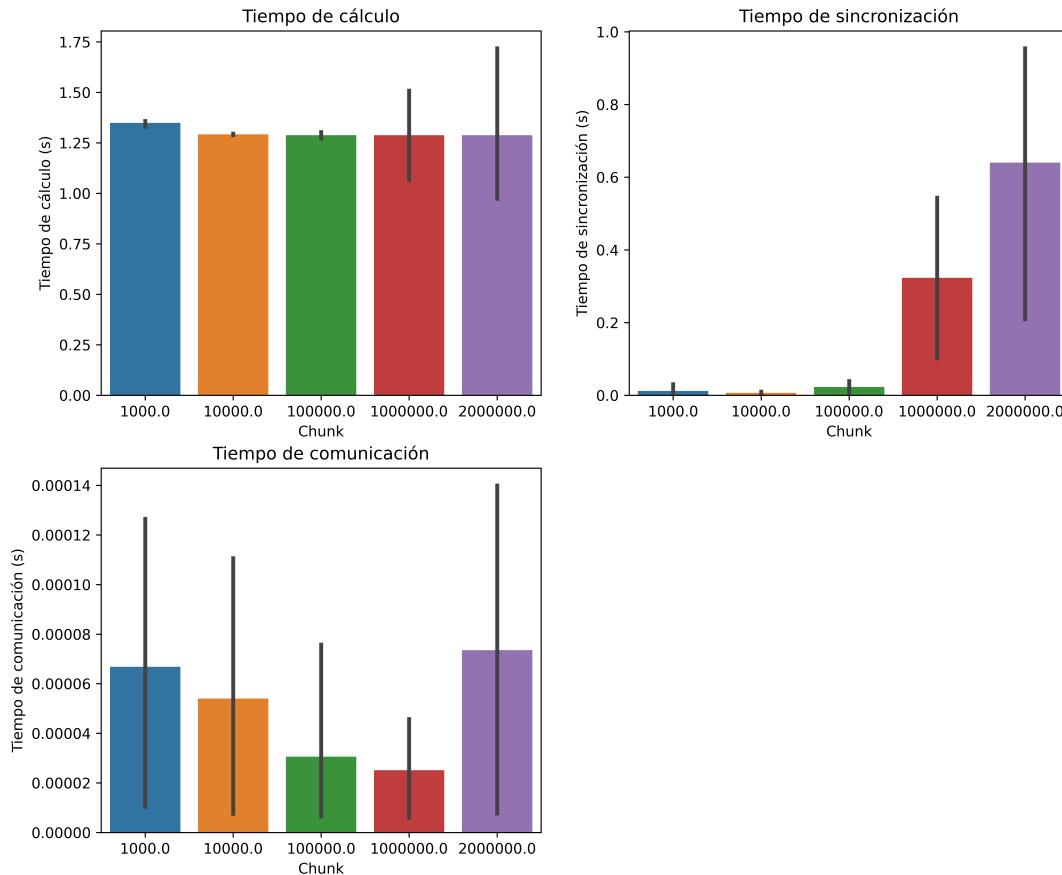 Tiempo de cálculo
Tiempo de cálculo (s)
1.75
1.50
1.25
1.00
0.75
0.50
0.25
0.00
1000.0 10000.0 100000.0 1000000.0 2000000.0
Chunk
Tiempo de sincronización
Tiempo de sincronización (s)
1.0
0.8
0.6
0.4
0.2
0.0
1000.0 10000.0 100000.0 1000000.0 2000000.0
Chunk
Tiempo de comunicación
Tiempo de comunicación (s)
0.00014
0.00012
0.00010
0.00008
0.00006
0.00004
0.00002
0.00000
1000.0 10000.0 100000.0 1000000.0 2000000.0
Chunk